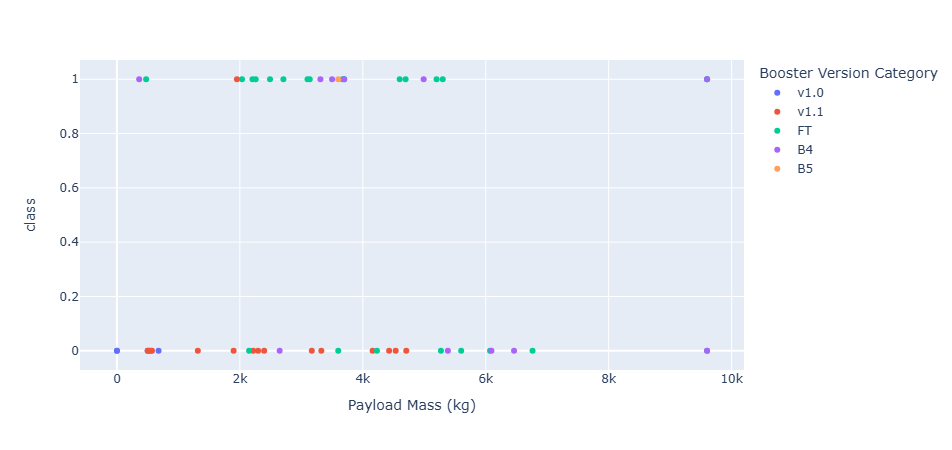 Booster Version Category
v1.0
v1.1
FT
B4
B5
class
1
0.8
0.6
0.4
0.2
0
0
2k
4k
6k
8k
10k
Payload Mass (kg)